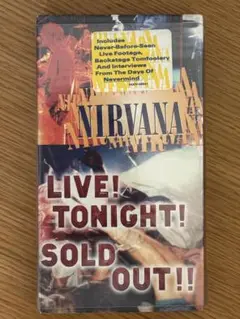 Includes
Never-Before-Seen
Live Footage,
Backstage Tomfoolery
And Interviews
From The Days Of
Nevermind
NIRVANA
LIVE!
TONIGHT!
SOLD
OUT!!